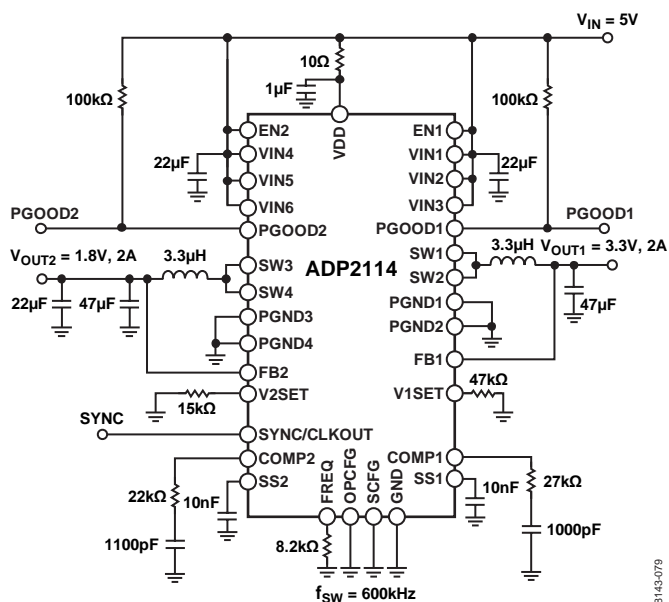 VIN = 5V
10Ω
1µF
100kΩ
100kΩ
VDD
EN2
EN1
VIN4
VIN1
22µF
22µF
VIN5
VIN2
VIN6
VIN3
PGOOD2
PGOOD1
PGOOD2
PGOOD1
VOUT2 = 1.8V, 2A
3.3µH
SW3
ADP2114
SW1
3.3µH
VOUT1 = 3.3V, 2A
SW4
SW2
22µF
47µF
47µF
PGND3
PGND1
PGND4
PGND2
FB2
FB1
V2SET
V1SET
47kΩ
15kΩ
SYNC
SYNC/CLKOUT
COMP2
COMP1
SS2
SS1
22kΩ
10nF
FREQ
OPCFG
SCFG
GND
10nF
27kΩ
1100pF
8.2kΩ
1000pF
fSW = 600kHz